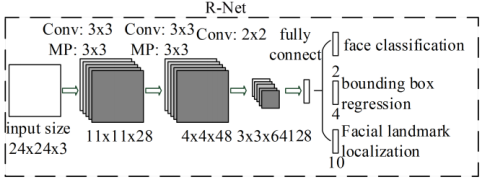 R-Net
Conv: 3x3
MP: 3x3
Conv: 3x3
MP: 3x3
Conv: 2x2
fully
connect
input size
24x24x3
11x11x28
4x4x48
3x3x64
128
face classification
2
bounding box
regression
4
Facial landmark
localization
10